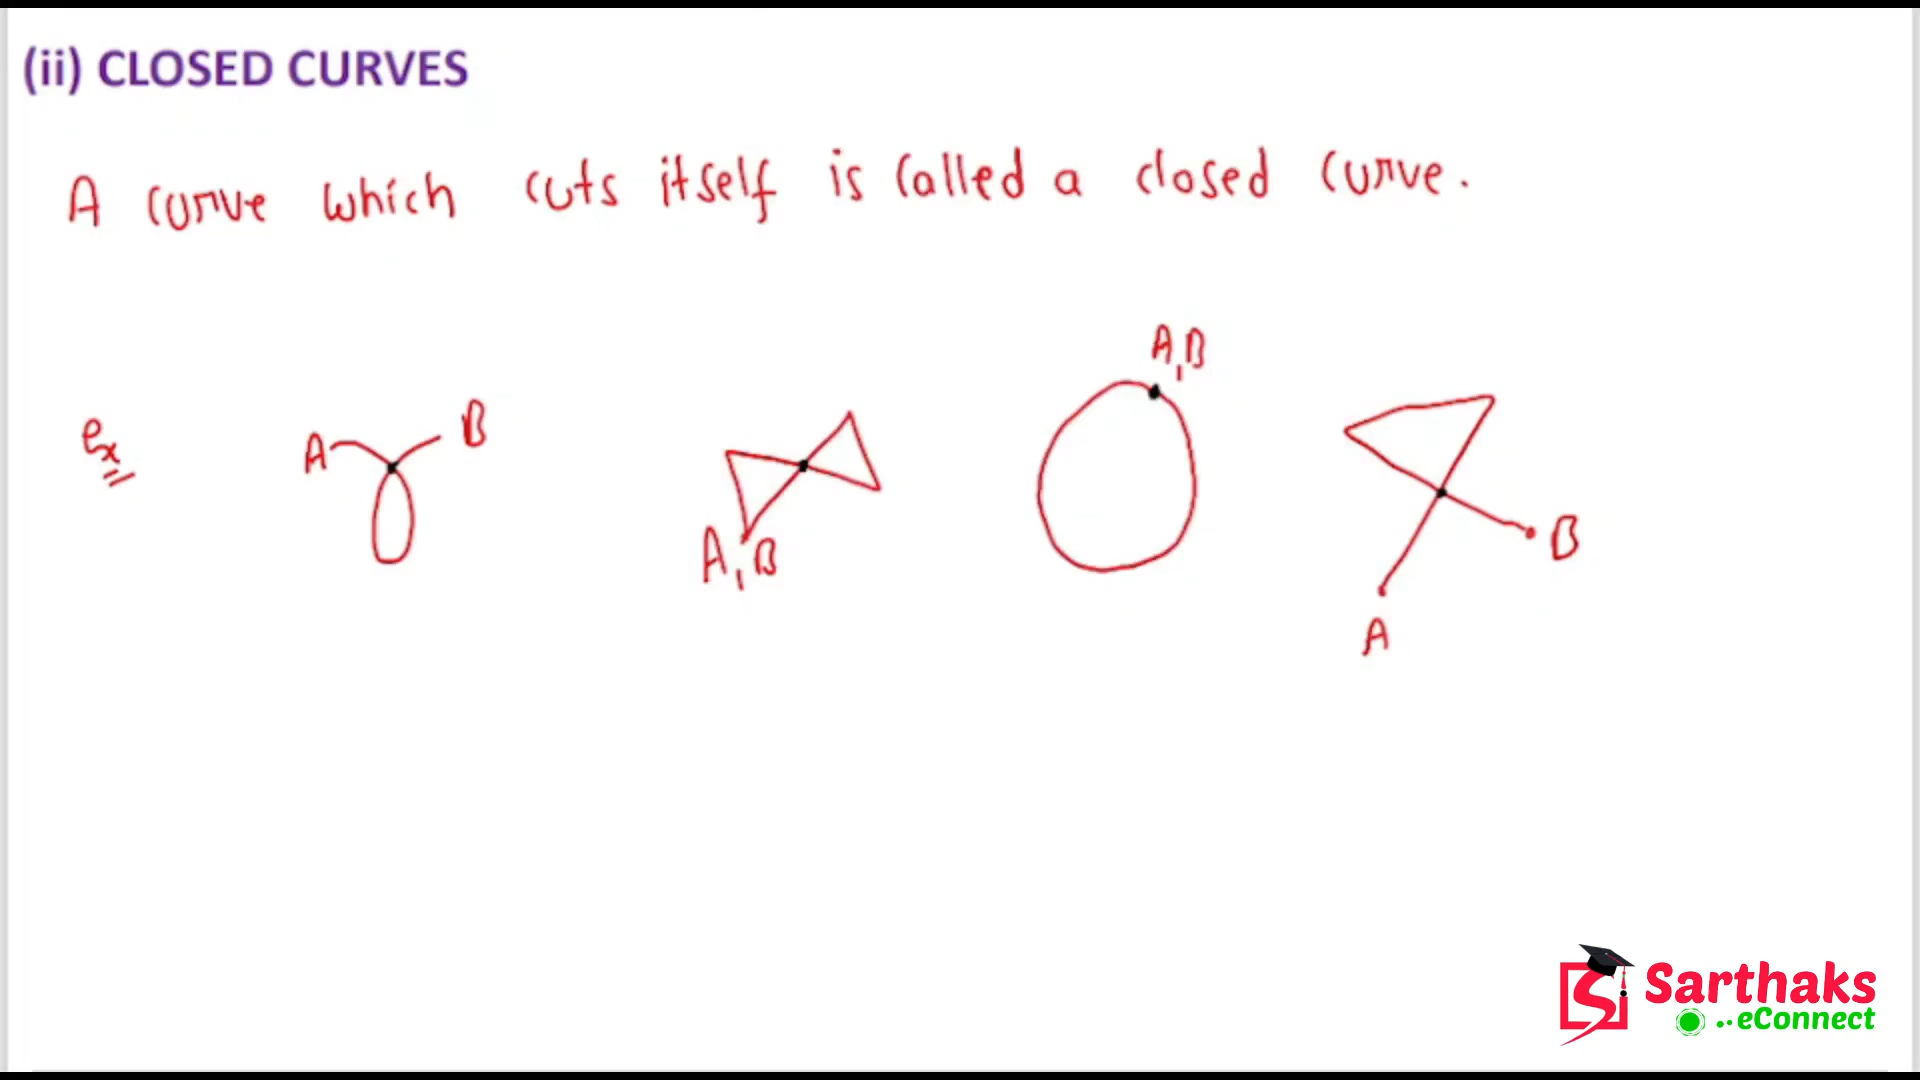 (ii) CLOSED CURVES
A curve which cuts itself is called a closed curve.
A,B
ex A B
A,B
B
A
Sarthaks
eConnect